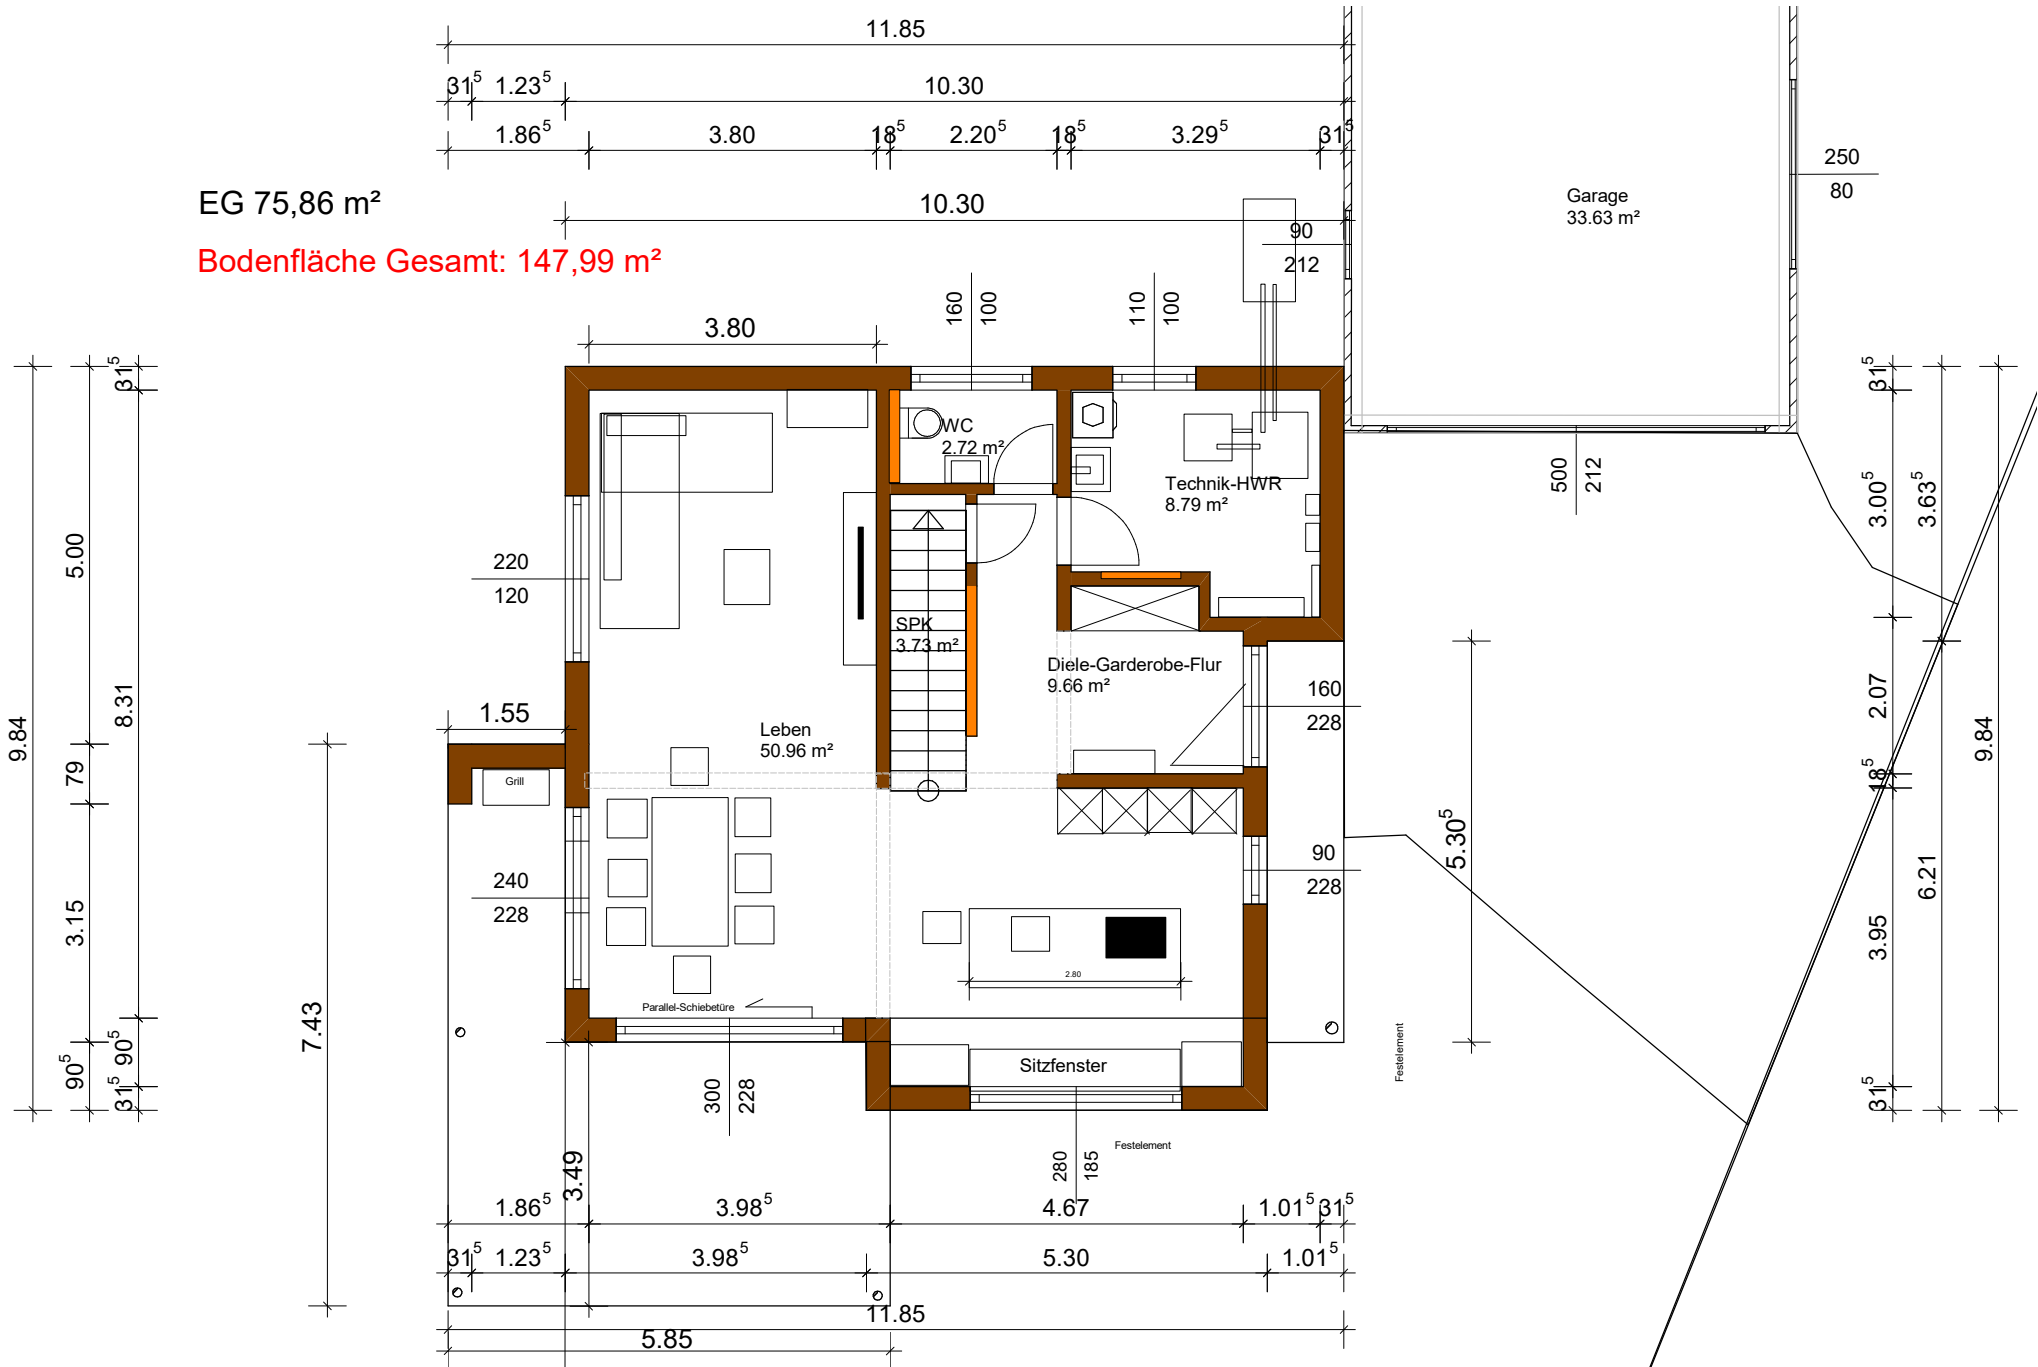 11.85
31⁵ 1.23⁵ 10.30
1.86⁵ 3.80 18⁵ 2.20⁵ 18⁵ 3.29⁵ 31⁵
250
80
EG 75,86 m²
10.30
Garage
33.63 m²
90
212
Bodenfläche Gesamt: 147,99 m²
160
100
110
100
3.80
31⁵
31⁵
WC
2.72 m²
Technik-HWR
8.79 m²
500
212
3.00⁵
3.63⁵
5.00
220
120
SPK
3.73 m²
Diele-Garderobe-Flur
9.66 m²
160
228
2.07
8.31
9.84
9.84
1.55
Leben
50.96 m²
79
Grill
18⁵
5.30⁵
90
228
240
228
6.21
3.15
3.95
2.80
Parallel-Schiebetüre
7.43
90⁵
90⁵
31⁵
31⁵
Sitzfenster
Festelement
300
228
Festelement
280
185
3.49
1.86⁵ 3.98⁵ 4.67 1.01⁵ 31⁵
31⁵ 1.23⁵ 3.98⁵ 5.30 1.01⁵
11.85
5.85